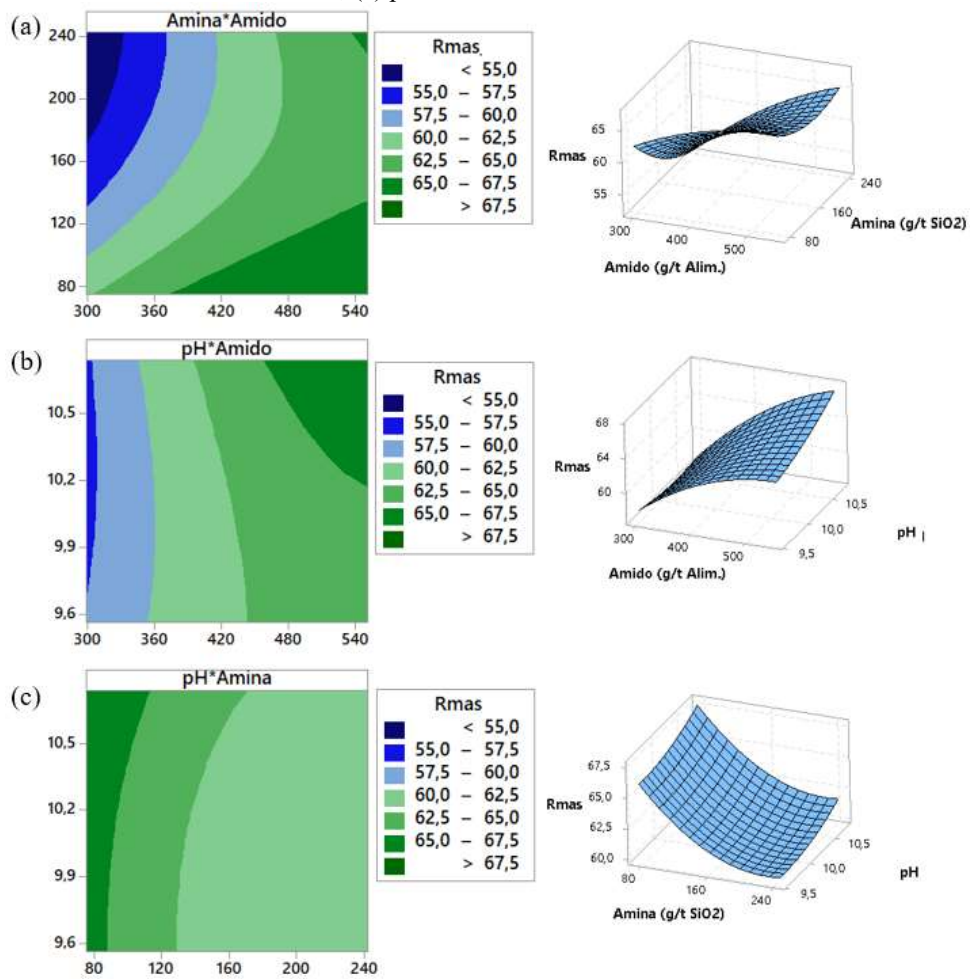 (a)
Amina*Amido
240
200
160
120
80
300 360 420 480 540
Rmas
< 55,0
55,0 – 57,5
57,5 – 60,0
60,0 – 62,5
62,5 – 65,0
65,0 – 67,5
> 67,5
Rmas
65
60
55
300
400
500
Amido (g/t Alim.)
240
160
80
Amina (g/t SiO2)
(b)
pH*Amido
10,5
10,2
9,9
9,6
300 360 420 480 540
Rmas
< 55,0
55,0 – 57,5
57,5 – 60,0
60,0 – 62,5
62,5 – 65,0
65,0 – 67,5
> 67,5
Rmas
68
64
60
300
400
500
Amido (g/t Alim.)
10,5
10,0
9,5
pH
(c)
pH*Amina
10,5
10,2
9,9
9,6
80 120 160 200 240
Rmas
< 55,0
55,0 – 57,5
57,5 – 60,0
60,0 – 62,5
62,5 – 65,0
65,0 – 67,5
> 67,5
Rmas
67,5
65,0
62,5
60,0
80
160
240
Amina (g/t SiO2)
10,5
10,0
9,5
pH